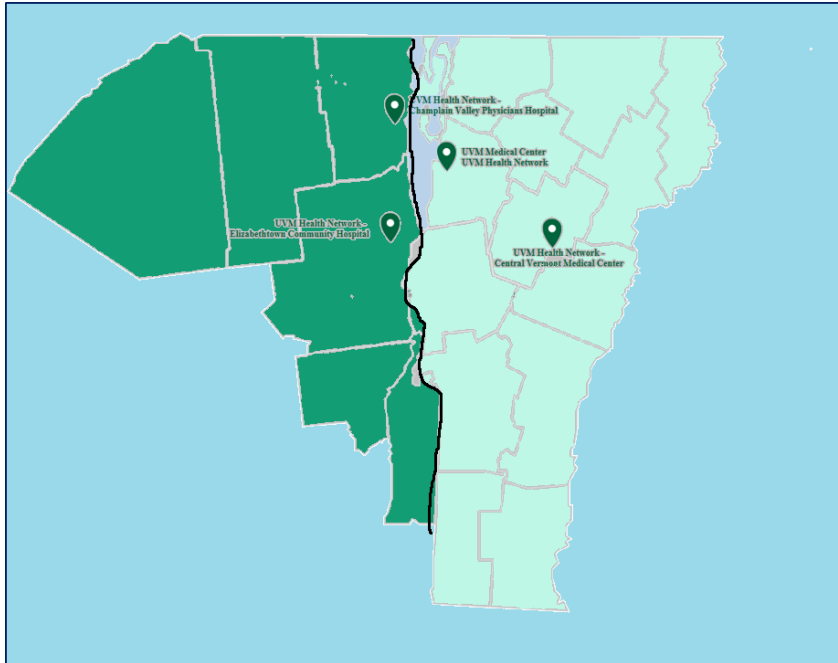 UVM Health Network -
Champlain Valley Physicians Hospital
UVM Medical Center
UVM Health Network
UVM Health Network -
Elizabethtown Community Hospital
UVM Health Network -
Central Vermont Medical Center